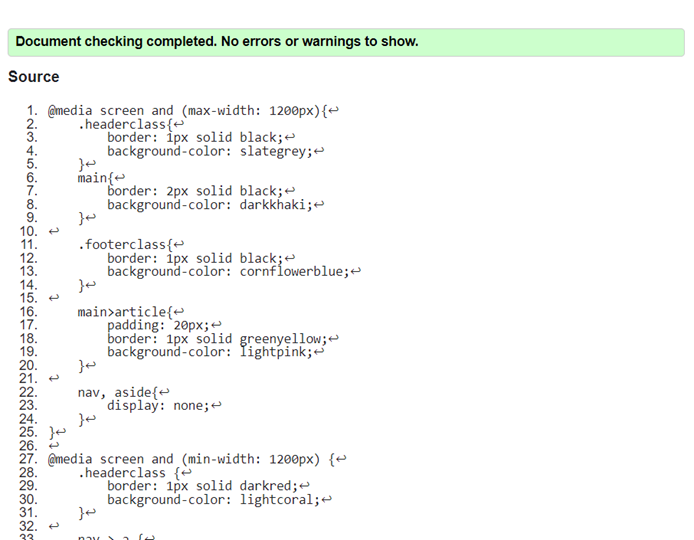 Document checking completed. No errors or warnings to show.
Source
1. @media screen and (max-width: 1200px){↩
2.     .headerclass{↩
3.         border: 1px solid black;↩
4.         background-color: slategrey;↩
5.     }↩
6.     main{↩
7.         border: 2px solid black;↩
8.         background-color: darkkhaki;↩
9.     }↩
10. ↩
11.     .footerclass{↩
12.         border: 1px solid black;↩
13.         background-color: cornflowerblue;↩
14.     }↩
15. ↩
16.     main>article{↩
17.         padding: 20px;↩
18.         border: 1px solid greenyellow;↩
19.         background-color: lightpink;↩
20.     }↩
21. ↩
22.     nav, aside{↩
23.         display: none;↩
24.     }↩
25. }↩
26. ↩
27. @media screen and (min-width: 1200px) {↩
28.     .headerclass {↩
29.         border: 1px solid darkred;↩
30.         background-color: lightcoral;↩
31.     }↩
32. ↩
33.     nav > a {↩